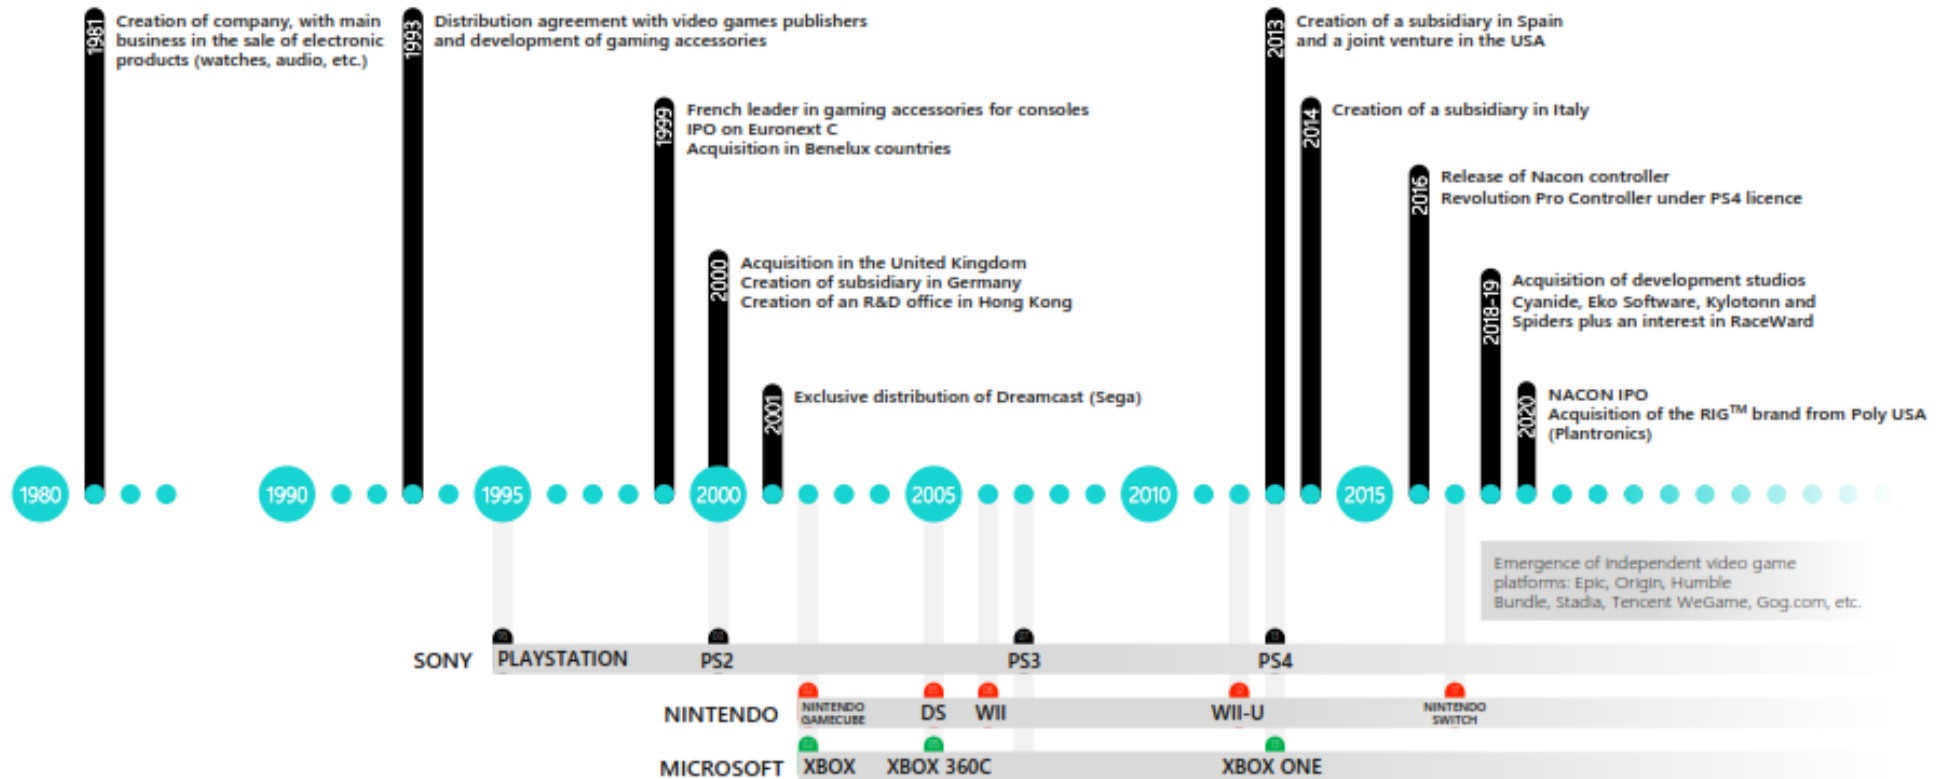 1981
Creation of company, with main
business in the sale of electronic
products (watches, audio, etc.)
1993
Distribution agreement with video games publishers
and development of gaming accessories
1999
French leader in gaming accessories for consoles
IPO on Euronext C
Acquisition in Benelux countries
2000
Acquisition in the United Kingdom
Creation of subsidiary in Germany
Creation of an R&D office in Hong Kong
2001
Exclusive distribution of Dreamcast (Sega)
2013
Creation of a subsidiary in Spain
and a joint venture in the USA
2014
Creation of a subsidiary in Italy
2016
Release of Nacon controller
Revolution Pro Controller under PS4 licence
2018-19
Acquisition of development studios
Cyanide, Eko Software, Kylotonn and
Spiders plus an interest in RaceWard
2020
NACON IPO
Acquisition of the RIG™ brand from Poly USA
(Plantronics)
1980 1990 1995 2000 2005 2010 2015
Emergence of independent video game
platforms: Epic, Origin, Humble
Bundle, Stadia, Tencent WeGame, Gog.com, etc.
SONY PLAYSTATION PS2 PS3 PS4
NINTENDO NINTENDO GAMECUBE DS WII WII-U NINTENDO SWITCH
MICROSOFT XBOX XBOX 360C XBOX ONE